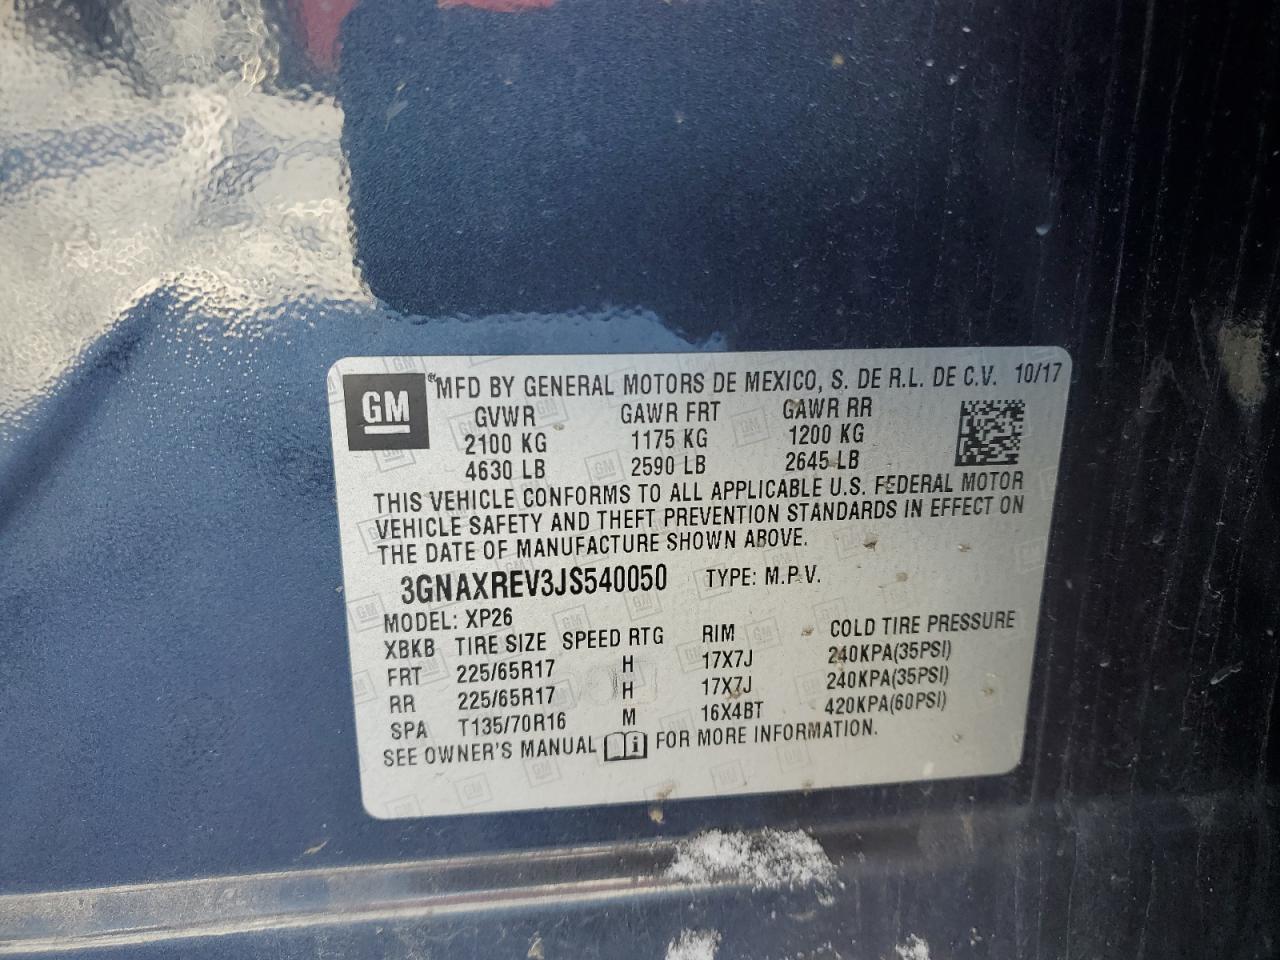 GM
MFD BY GENERAL MOTORS DE MEXICO, S. DE R.L. DE C.V. 10/17
GVWR GAWR FRT GAWR RR
2100 KG 1175 KG 1200 KG
4630 LB 2590 LB 2645 LB
THIS VEHICLE CONFORMS TO ALL APPLICABLE U.S. FEDERAL MOTOR
VEHICLE SAFETY AND THEFT PREVENTION STANDARDS IN EFFECT ON
THE DATE OF MANUFACTURE SHOWN ABOVE.
3GNAXREV3JS540050 TYPE: M.P.V.
MODEL: XP26
XBKB TIRE SIZE SPEED RTG RIM COLD TIRE PRESSURE
FRT 225/65R17 H 17X7J 240KPA(35PSI)
RR 225/65R17 H 17X7J 240KPA(35PSI)
SPA T135/70R16 M 16X4BT 420KPA(60PSI)
SEE OWNER'S MANUAL i FOR MORE INFORMATION.